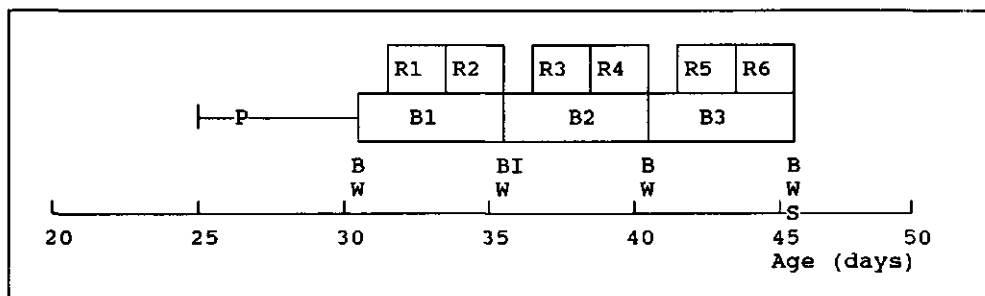 R1 R2 R3 R4 R5 R6
P B1 B2 B3
B BI B B
W W W W
S
20 25 30 35 40 45 50
Age (days)